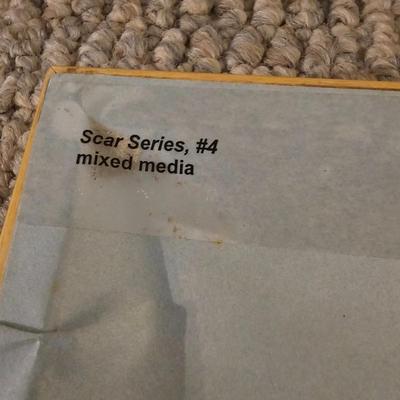 Scar Series, #4
mixed media